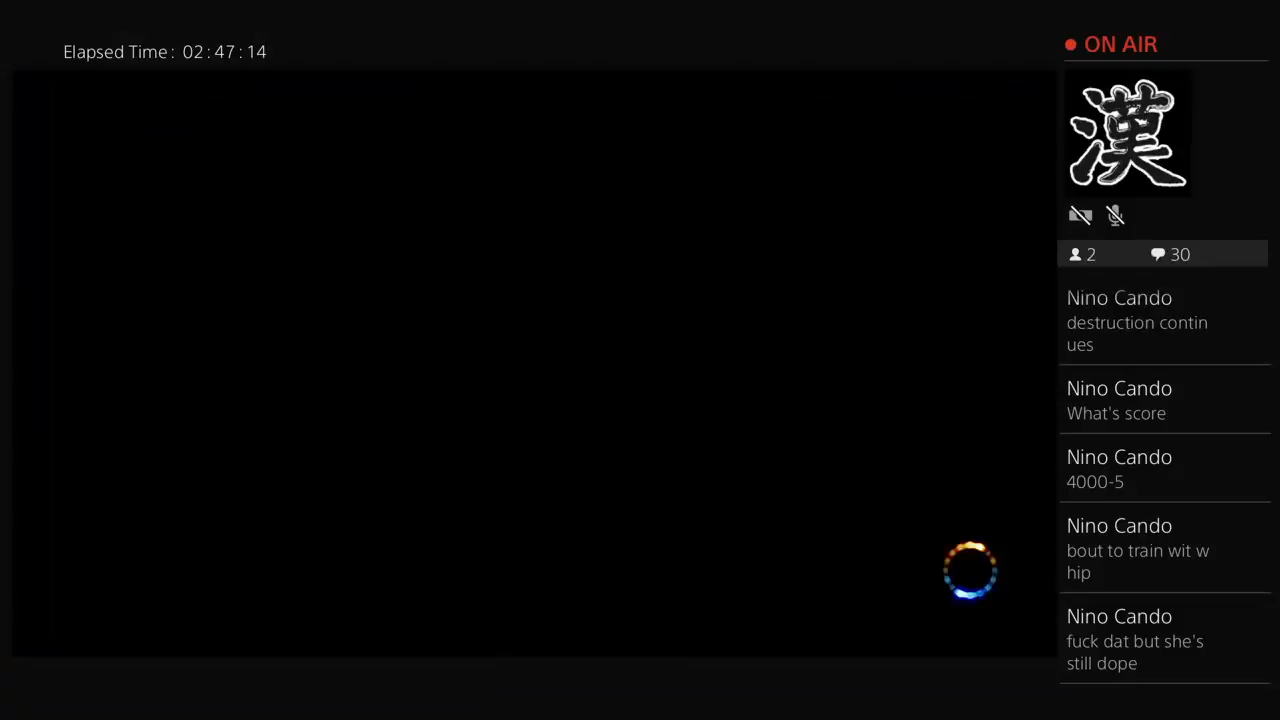 Elapsed Time: 02:47:14
ON AIR
漢
2 30
Nino Cando
destruction contin
ues
Nino Cando
What's score
Nino Cando
4000-5
Nino Cando
bout to train wit w
hip
Nino Cando
fuck dat but she's
still dope